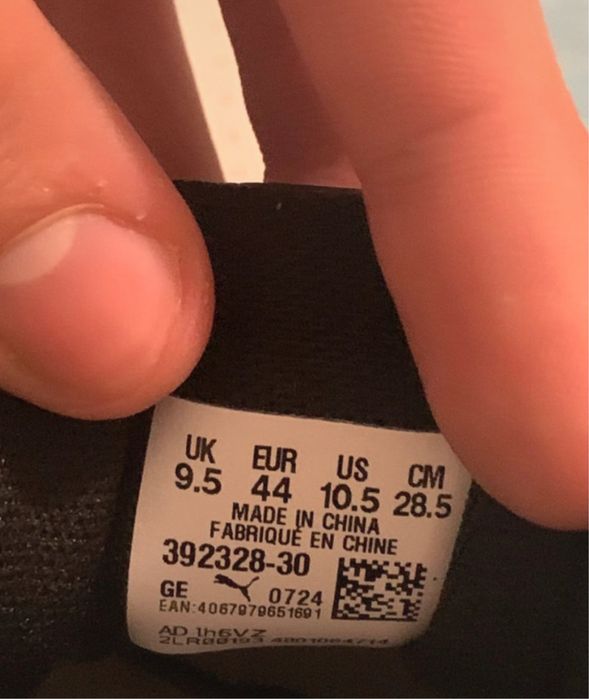 UK EUR US CM
9.5 44 10.5 28.5
MADE IN CHINA
FABRIQUÉ EN CHINE
392328-30
GE 0724
EAN:4067979651691
AD 1h6VZ